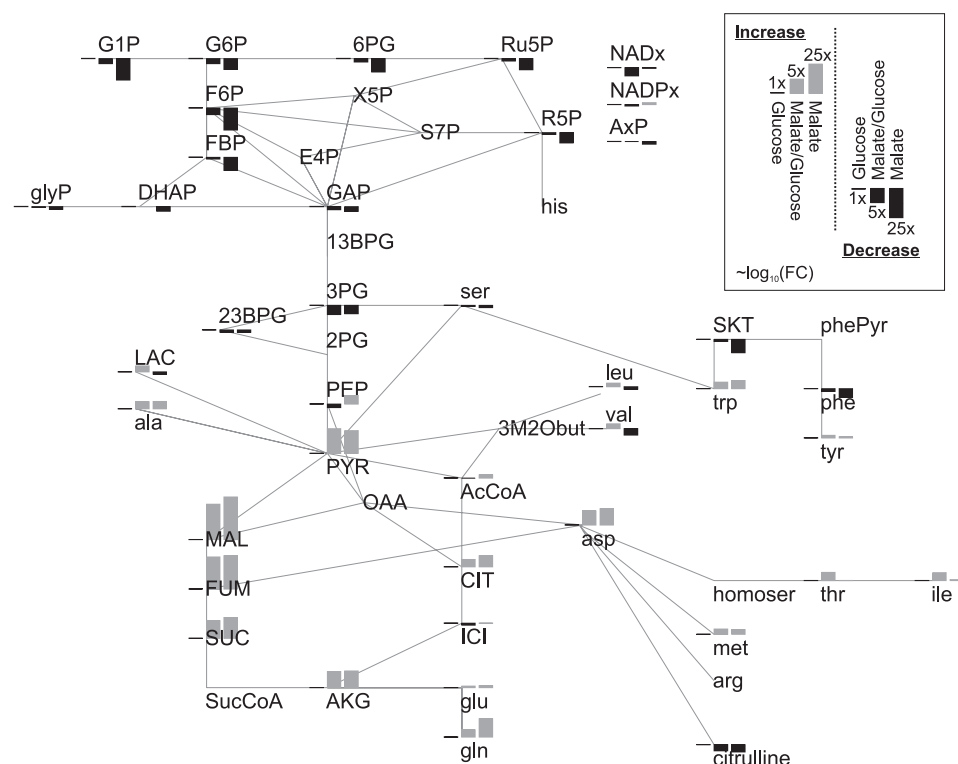 G1P G6P 6PG Ru5P
NADx
NADPx
AxP
F6P X5P
S7P R5P
FBP E4P
glyP DHAP GAP his
13BPG
3PG ser
23BPG 2PG
SKT phePyr
LAC leu
PEP trp phe
ala val
3M2Obut tyr
PYR
AcCoA
OAA
MAL asp
CIT
FUM homoser thr ile
SUC ICI met
SucCoA AKG glu arg
gln citrulline
Increase
1x 5x 25x
Glucose
Malate/Glucose
Malate
Glucose
Malate/Glucose
Malate
1x 5x 25x
Decrease
~log10(FC)